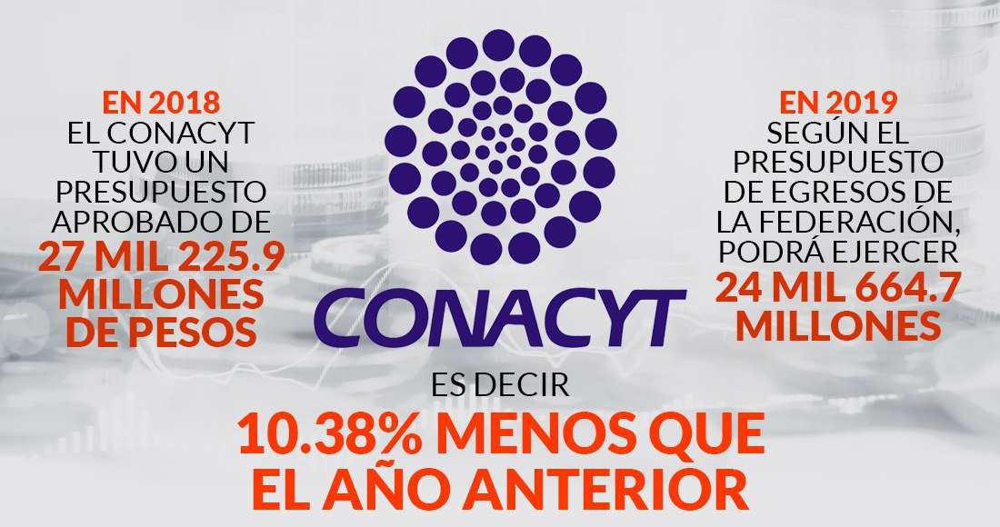 EN 2018
EL CONACYT
TUVO UN
PRESUPUESTO
APROBADO DE
27 MIL 225.9
MILLONES
DE PESOS
CONACYT
EN 2019
SEGÚN EL
PRESUPUESTO
DE EGRESOS DE
LA FEDERACIÓN,
PODRÁ EJERCER
24 MIL 664.7
MILLONES
ES DECIR
10.38% MENOS QUE
EL AÑO ANTERIOR